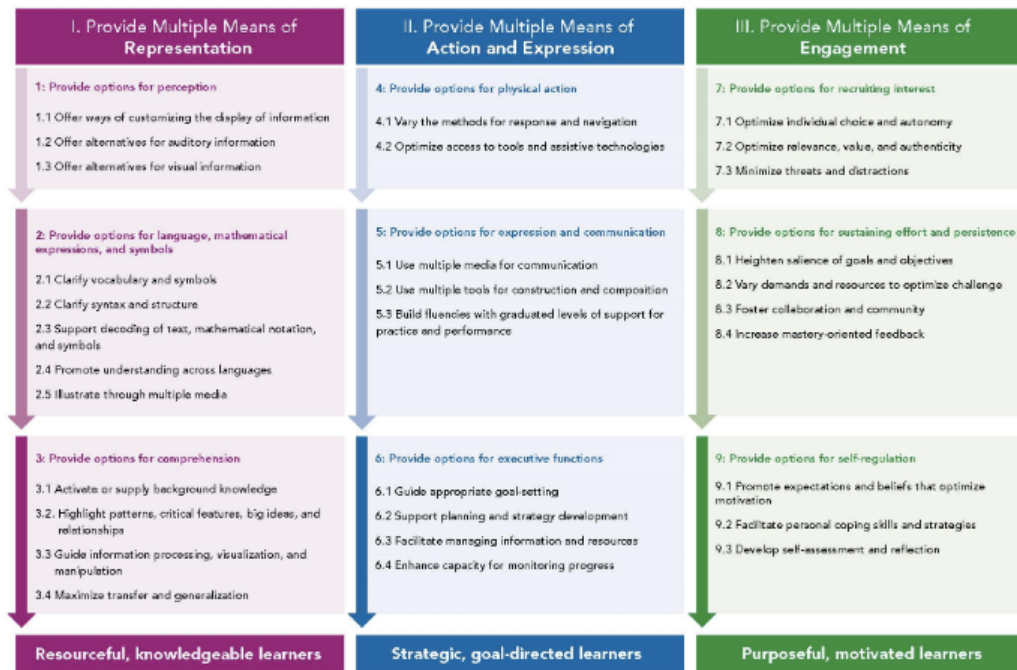 I. Provide Multiple Means of
Representation
1: Provide options for perception
1.1 Offer ways of customizing the display of information
1.2 Offer alternatives for auditory information
1.3 Offer alternatives for visual information
2: Provide options for language, mathematical
expressions, and symbols
2.1 Clarify vocabulary and symbols
2.2 Clarify syntax and structure
2.3 Support decoding of text, mathematical notation,
and symbols
2.4 Promote understanding across languages
2.5 Illustrate through multiple media
3: Provide options for comprehension
3.1 Activate or supply background knowledge
3.2. Highlight patterns, critical features, big ideas, and
relationships
3.3 Guide information processing, visualization, and
manipulation
3.4 Maximize transfer and generalization
Resourceful, knowledgeable learners
II. Provide Multiple Means of
Action and Expression
4: Provide options for physical action
4.1 Vary the methods for response and navigation
4.2 Optimize access to tools and assistive technologies
5: Provide options for expression and communication
5.1 Use multiple media for communication
5.2 Use multiple tools for construction and composition
5.3 Build fluencies with graduated levels of support for
practice and performance
6: Provide options for executive functions
6.1 Guide appropriate goal-setting
6.2 Support planning and strategy development
6.3 Facilitate managing information and resources
6.4 Enhance capacity for monitoring progress
Strategic, goal-directed learners
III. Provide Multiple Means of
Engagement
7: Provide options for recruiting interest
7.1 Optimize individual choice and autonomy
7.2 Optimize relevance, value, and authenticity
7.3 Minimize threats and distractions
8: Provide options for sustaining effort and persistence
8.1 Heighten salience of goals and objectives
8.2 Vary demands and resources to optimize challenge
8.3 Foster collaboration and community
8.4 Increase mastery-oriented feedback
9: Provide options for self-regulation
9.1 Promote expectations and beliefs that optimize
motivation
9.2 Facilitate personal coping skills and strategies
9.3 Develop self-assessment and reflection
Purposeful, motivated learners